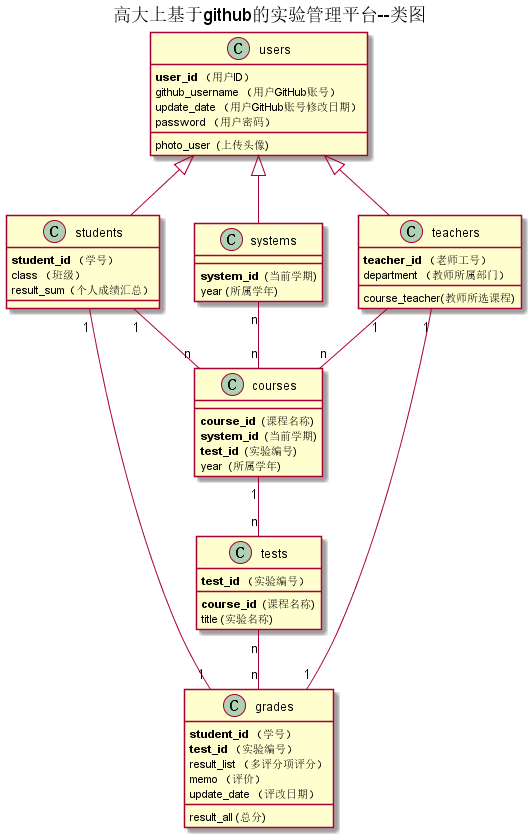 高大上基于github的实验管理平台--类图
C users
user_id （用户ID）
github_username （用户GitHub账号）
update_date （用户GitHub账号修改日期）
password （用户密码）
photo_user (上传头像)
C students
student_id （学号）
class （班级）
result_sum（个人成绩汇总）
C systems
system_id (当前学期)
year (所属学年)
C teachers
teacher_id （老师工号）
department （教师所属部门）
course_teacher(教师所选课程)
1
1
n
1
1
n
n
n
C courses
course_id (课程名称)
system_id (当前学期)
test_id (实验编号)
year （所属学年)
1
n
C tests
test_id （实验编号）
course_id (课程名称)
title (实验名称)
n
1
n
1
C grades
student_id （学号）
test_id （实验编号）
result_list （多评分项评分）
memo （评价）
update_date （评改日期）
result_all (总分)